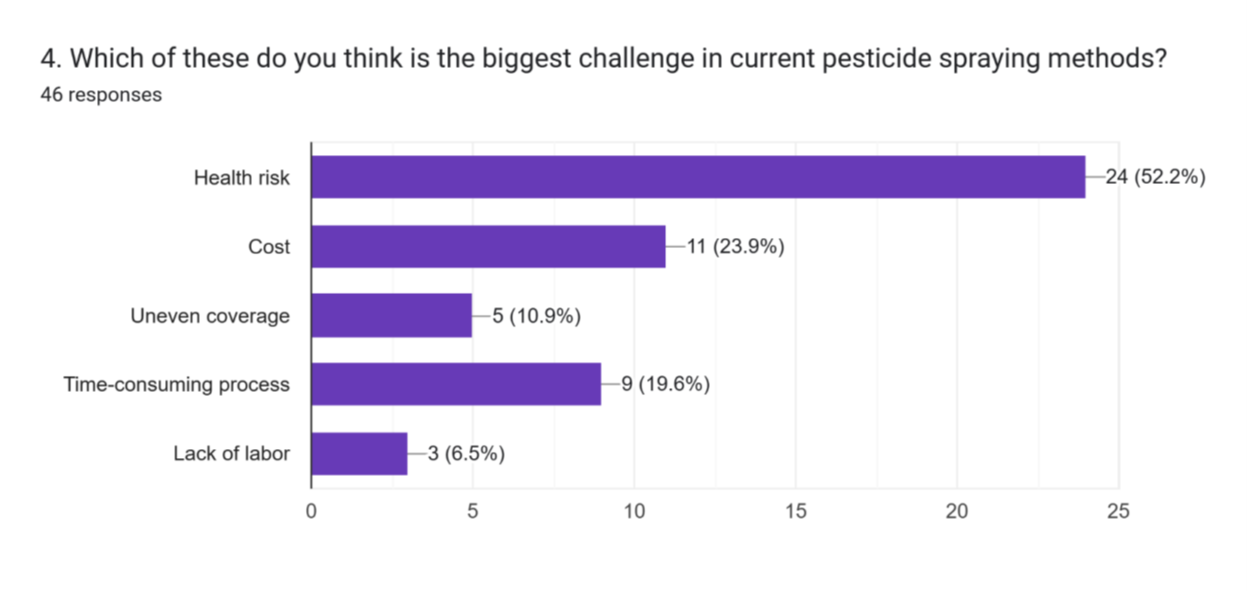 4. Which of these do you think is the biggest challenge in current pesticide spraying methods?
46 responses
Health risk
24 (52.2%)
Cost
11 (23.9%)
Uneven coverage
5 (10.9%)
Time-consuming process
9 (19.6%)
Lack of labor
3 (6.5%)
0 5 10 15 20 25